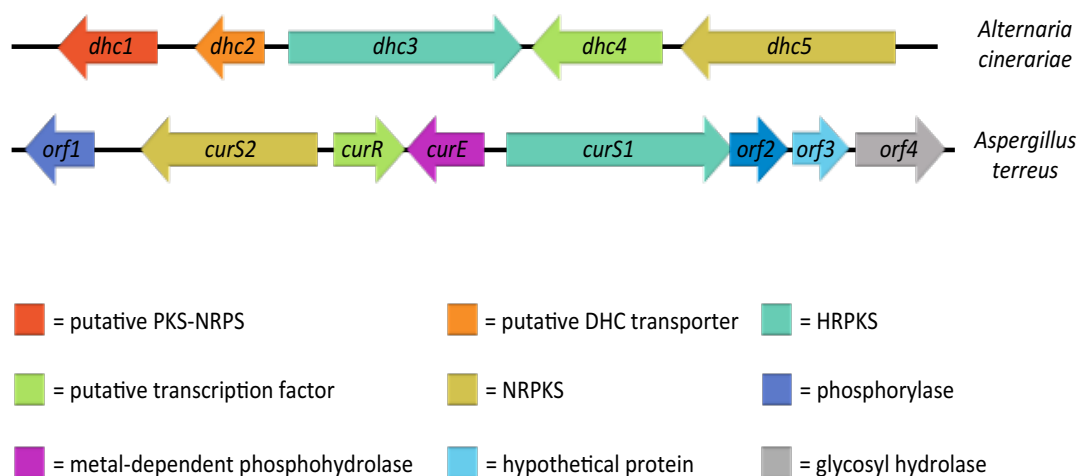 dhc1 dhc2 dhc3 dhc4 dhc5
Alternaria
cinerariae
orf1 curS2 curR curE curS1 orf2 orf3 orf4
Aspergillus
terreus
= putative PKS-NRPS = putative DHC transporter = HRPKS
= putative transcription factor = NRPKS = phosphorylase
= metal-dependent phosphohydrolase = hypothetical protein = glycosyl hydrolase